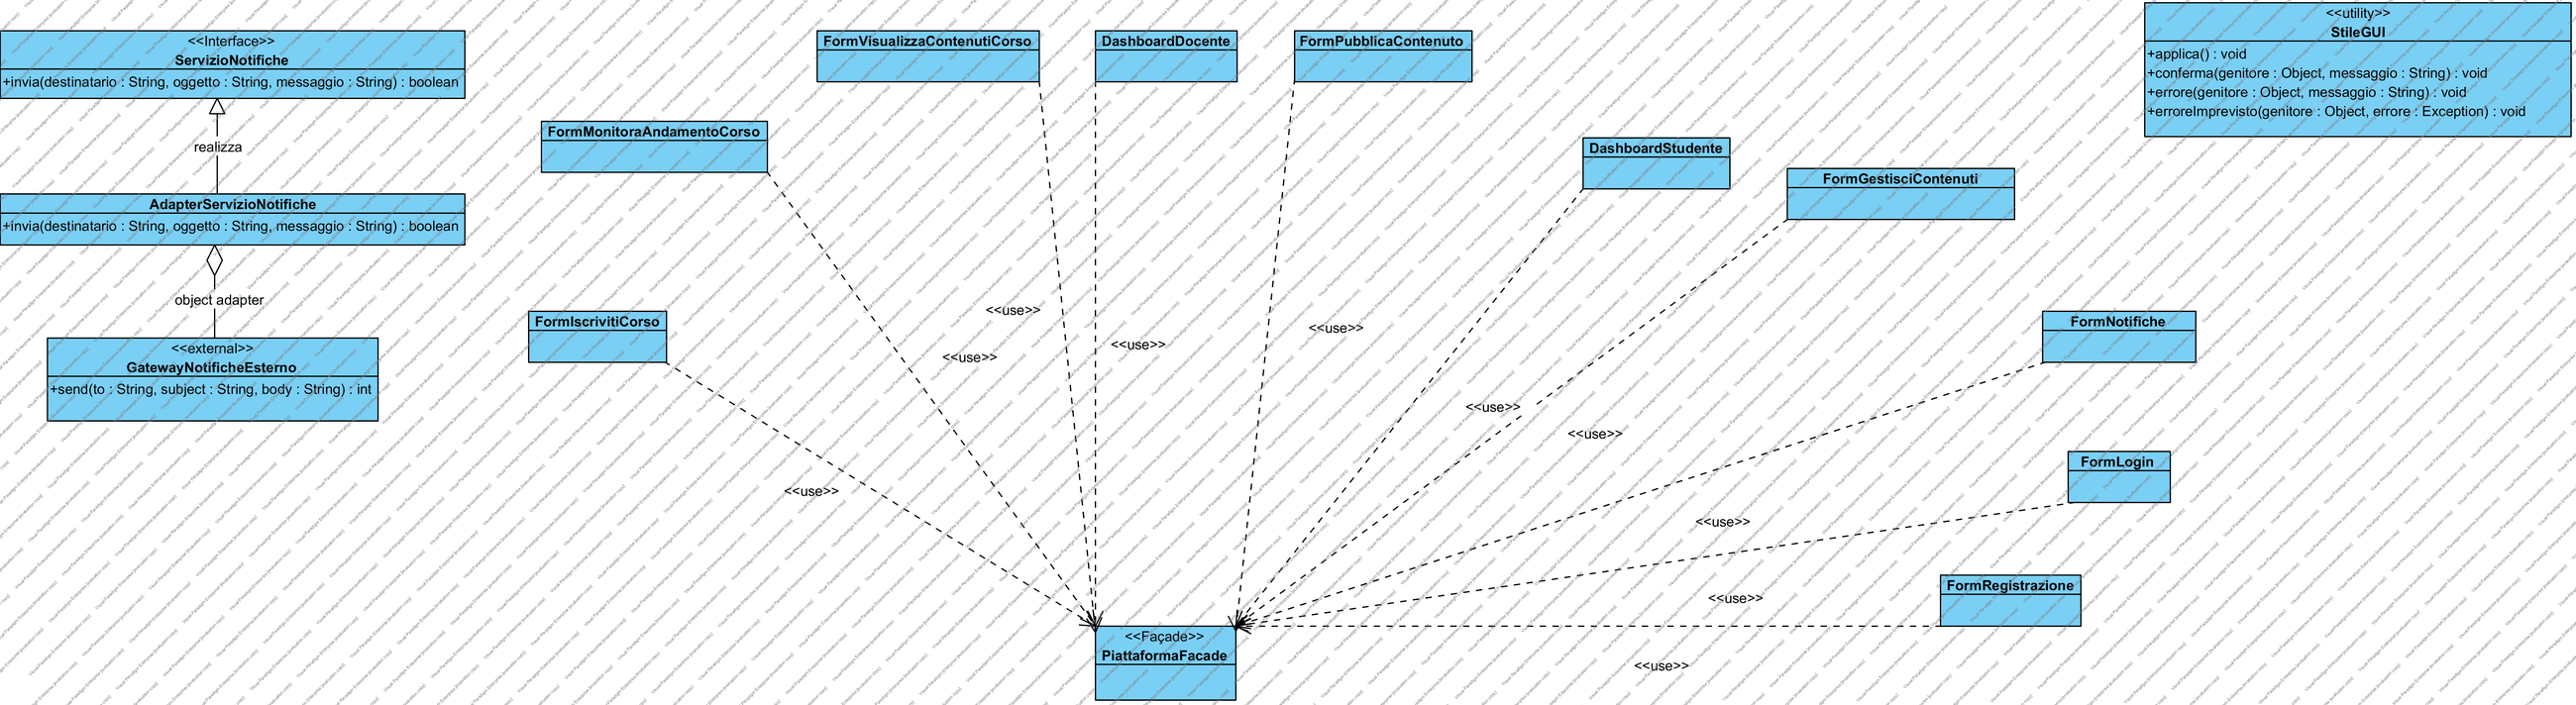 <<Interface>>
ServizioNotifiche
+invia(destinatario : String, oggetto : String, messaggio : String) : boolean
realizza
AdapterServizioNotifiche
+invia(destinatario : String, oggetto : String, messaggio : String) : boolean
object adapter
<<external>>
GatewayNotificheEsterno
+send(to : String, subject : String, body : String) : int
FormVisualizzaContenutiCorso
DashboardDocente
FormPubblicaContenuto
FormMonitoraAndamentoCorso
DashboardStudente
FormGestisciContenuti
FormIscrivitiCorso
FormNotifiche
FormLogin
FormRegistrazione
<<use>>
<<use>>
<<use>>
<<use>>
<<use>>
<<use>>
<<use>>
<<use>>
<<use>>
<<use>>
<<Façade>>
PiattaformaFacade
<<utility>>
StileGUI
+applica() : void
+conferma(genitore : Object, messaggio : String) : void
+errore(genitore : Object, messaggio : String) : void
+erroreImprevisto(genitore : Object, errore : Exception) : void